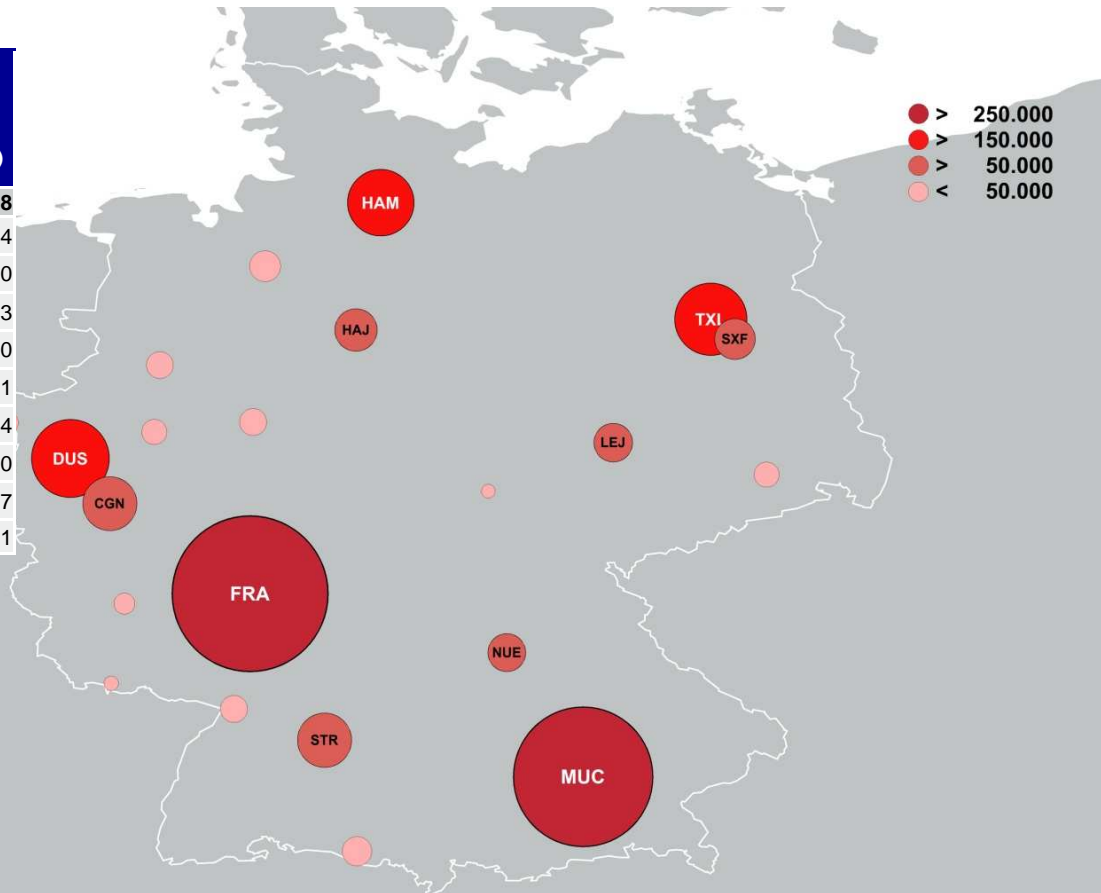 )
8
4
0
3
0
1
4
0
7
1
> 250.000
> 150.000
> 50.000
< 50.000
HAM
HAJ
TXL
SXF
DUS
LEJ
CGN
FRA
NUE
STR
MUC